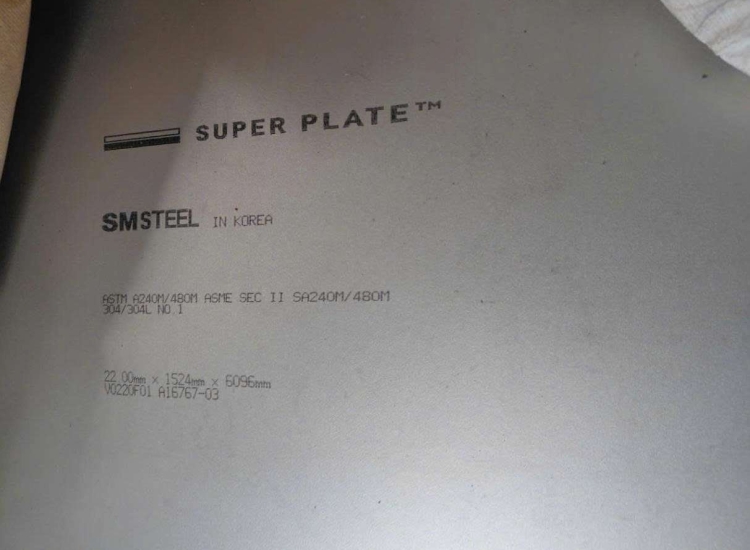 SUPER PLATE™
SMSTEEL IN KOREA
ASTM A240M/480M ASME SEC II SA240M/480M
304/304L NO.1
22.00mm × 1524mm × 6096mm
V0220F01 A16767-03